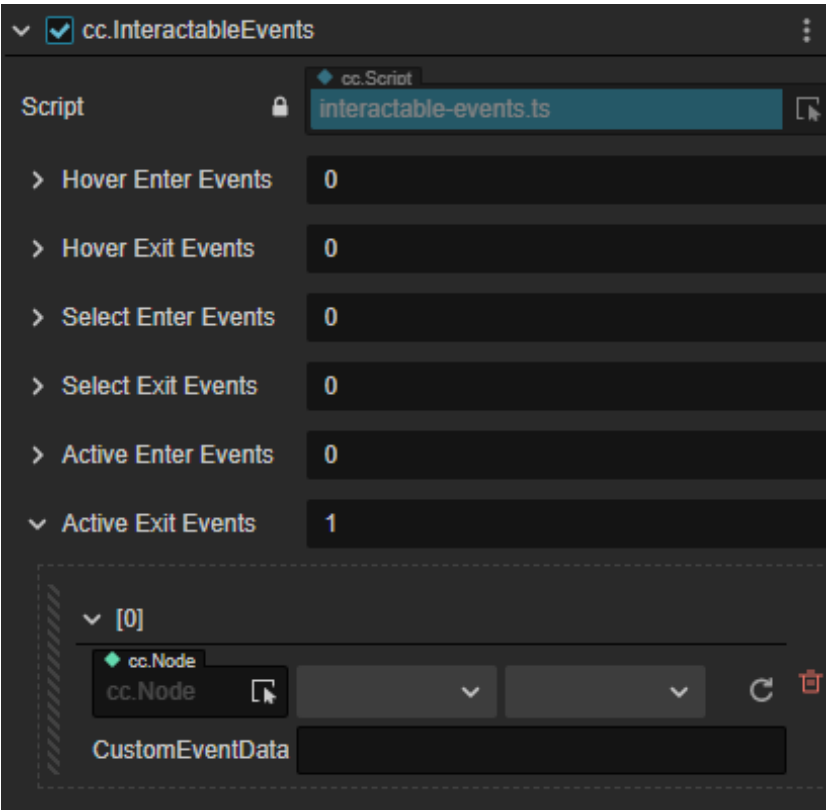 cc.InteractableEvents
cc.Script
Script
interactable-events.ts
Hover Enter Events 0
Hover Exit Events 0
Select Enter Events 0
Select Exit Events 0
Active Enter Events 0
Active Exit Events 1
[0]
cc.Node
cc.Node
CustomEventData